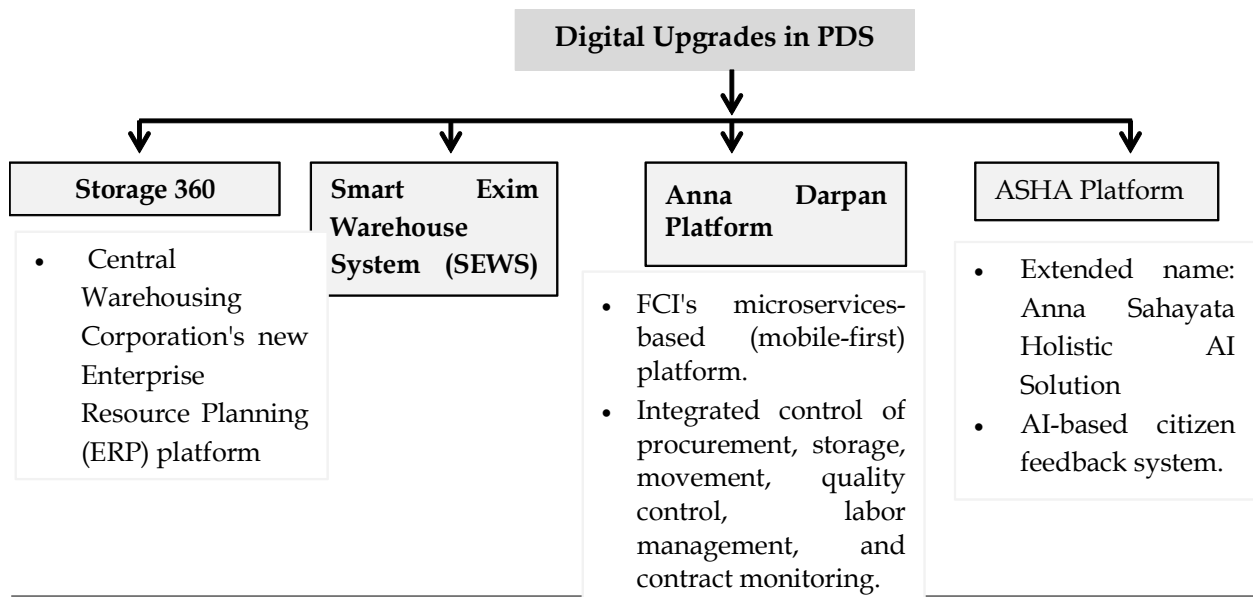 Digital Upgrades in PDS
Storage 360
• Central
Warehousing
Corporation's new
Enterprise
Resource Planning
(ERP) platform
Smart Exim
Warehouse
System (SEWS)
Anna Darpan
Platform
• FCI's microservices-
based (mobile-first)
platform.
• Integrated control of
procurement, storage,
movement, quality
control, labor
management, and
contract monitoring.
ASHA Platform
• Extended name:
Anna Sahayata
Holistic AI
Solution
• AI-based citizen
feedback system.